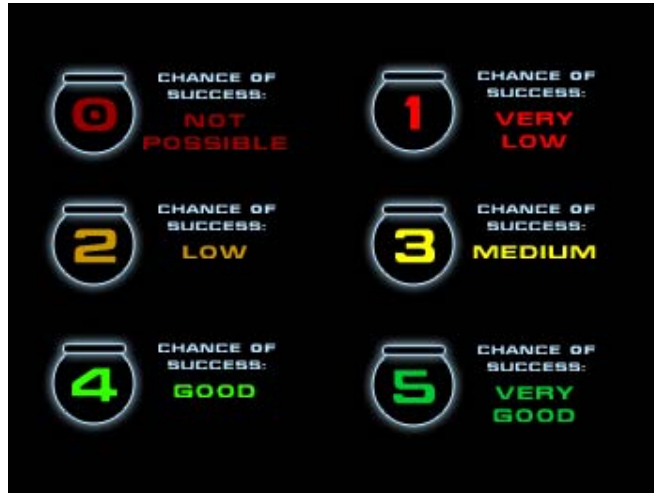 0
CHANCE OF
SUCCESS:
NOT
POSSIBLE
1
CHANCE OF
SUCCESS:
VERY
LOW
2
CHANCE OF
SUCCESS:
LOW
3
CHANCE OF
SUCCESS:
MEDIUM
4
CHANCE OF
SUCCESS:
GOOD
5
CHANCE OF
SUCCESS:
VERY
GOOD